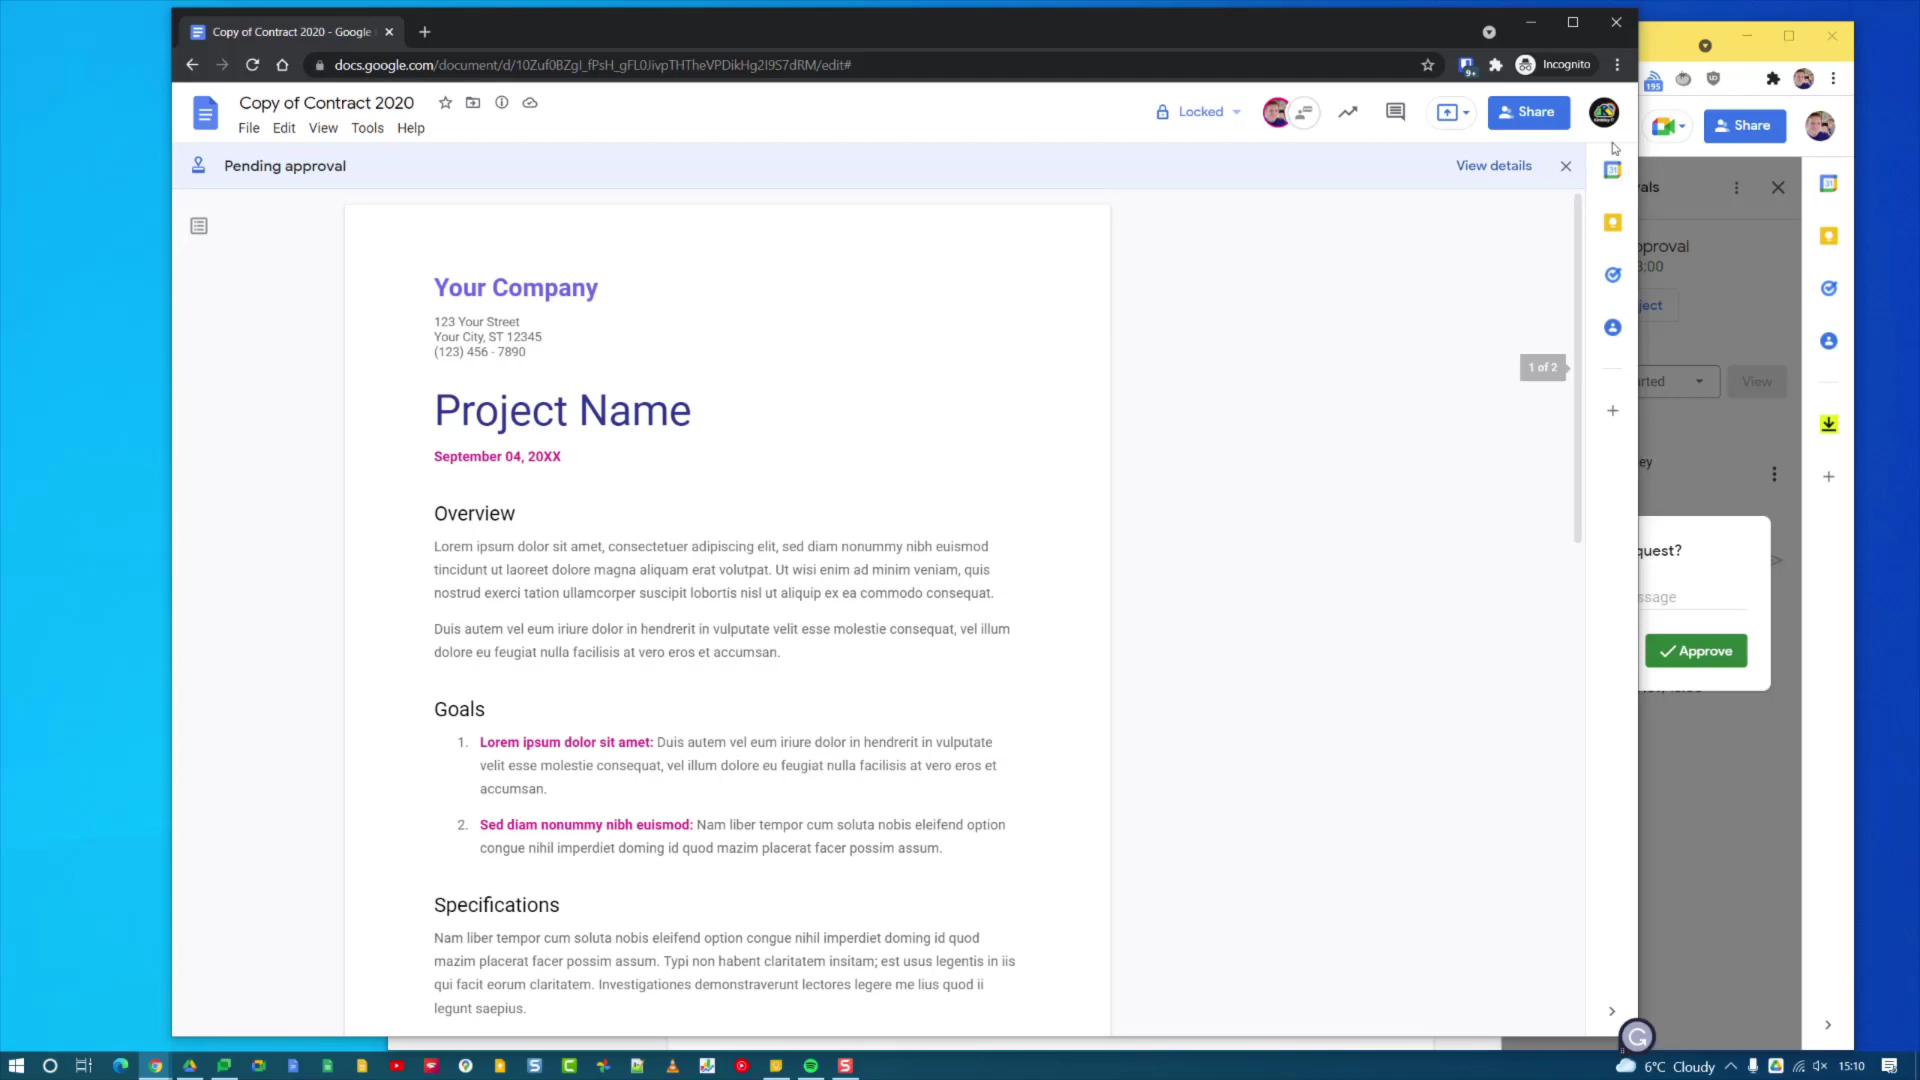 Copy of Contract 2020 - Google
docs.google.com/document/d/10Zuf0BZgI_fPsH_gFL0JivpTHTheVPDikHg2I9S7dRM/edit#
9+
Incognito
195
Copy of Contract 2020
File Edit View Tools Help
Locked
Share
Share
Pending approval
View details
31
31
vals
Your Company
123 Your Street
Your City, ST 12345
(123) 456 - 7890
proval
3:00
ject
1 of 2
rted
View
Project Name
September 04, 20XX
ey
Overview
Lorem ipsum dolor sit amet, consectetuer adipiscing elit, sed diam nonummy nibh euismod
tincidunt ut laoreet dolore magna aliquam erat volutpat. Ut wisi enim ad minim veniam, quis
nostrud exerci tation ullamcorper suscipit lobortis nisl ut aliquip ex ea commodo consequat.
Duis autem vel eum iriure dolor in hendrerit in vulputate velit esse molestie consequat, vel illum
dolore eu feugiat nulla facilisis at vero eros et accumsan.
quest?
ssage
Approve
Goals
1. Lorem ipsum dolor sit amet: Duis autem vel eum iriure dolor in hendrerit in vulputate
velit esse molestie consequat, vel illum dolore eu feugiat nulla facilisis at vero eros et
accumsan.
2. Sed diam nonummy nibh euismod: Nam liber tempor cum soluta nobis eleifend option
congue nihil imperdiet doming id quod mazim placerat facer possim assum.
Specifications
Nam liber tempor cum soluta nobis eleifend option congue nihil imperdiet doming id quod
mazim placerat facer possim assum. Typi non habent claritatem insitam; est usus legentis in iis
qui facit eorum claritatem. Investigationes demonstraverunt lectores legere me lius quod ii
legunt saepius.
6°C Cloudy
15:10